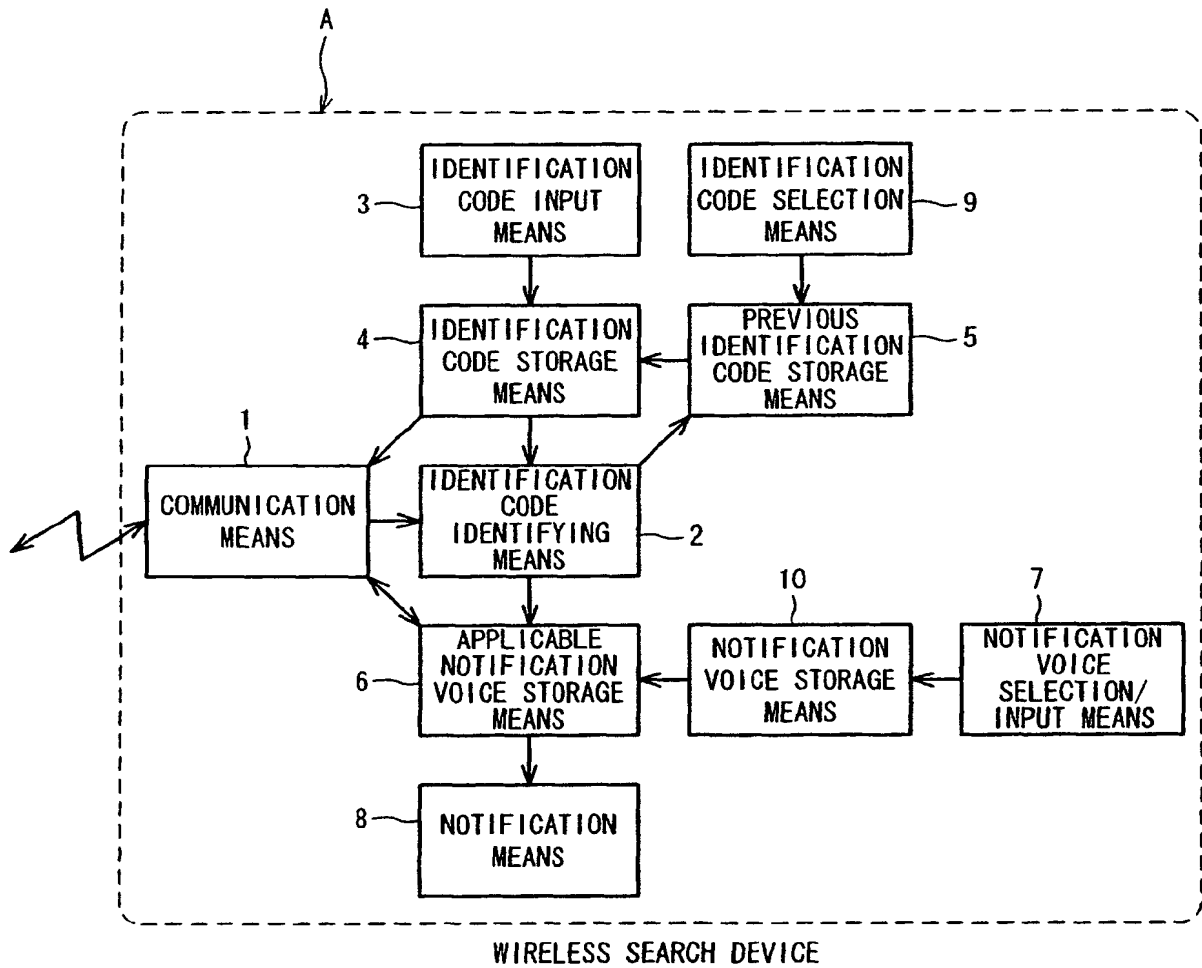 A
IDENTIFICATION
CODE INPUT
MEANS
3
IDENTIFICATION
CODE SELECTION
MEANS
9
IDENTIFICATION
CODE STORAGE
MEANS
4
PREVIOUS
IDENTIFICATION
CODE STORAGE
MEANS
5
1
COMMUNICATION
MEANS
IDENTIFICATION
CODE
IDENTIFYING
MEANS
2
APPLICABLE
NOTIFICATION
VOICE STORAGE
MEANS
6
10
NOTIFICATION
VOICE STORAGE
MEANS
7
NOTIFICATION
VOICE
SELECTION/
INPUT MEANS
8
NOTIFICATION
MEANS
WIRELESS SEARCH DEVICE